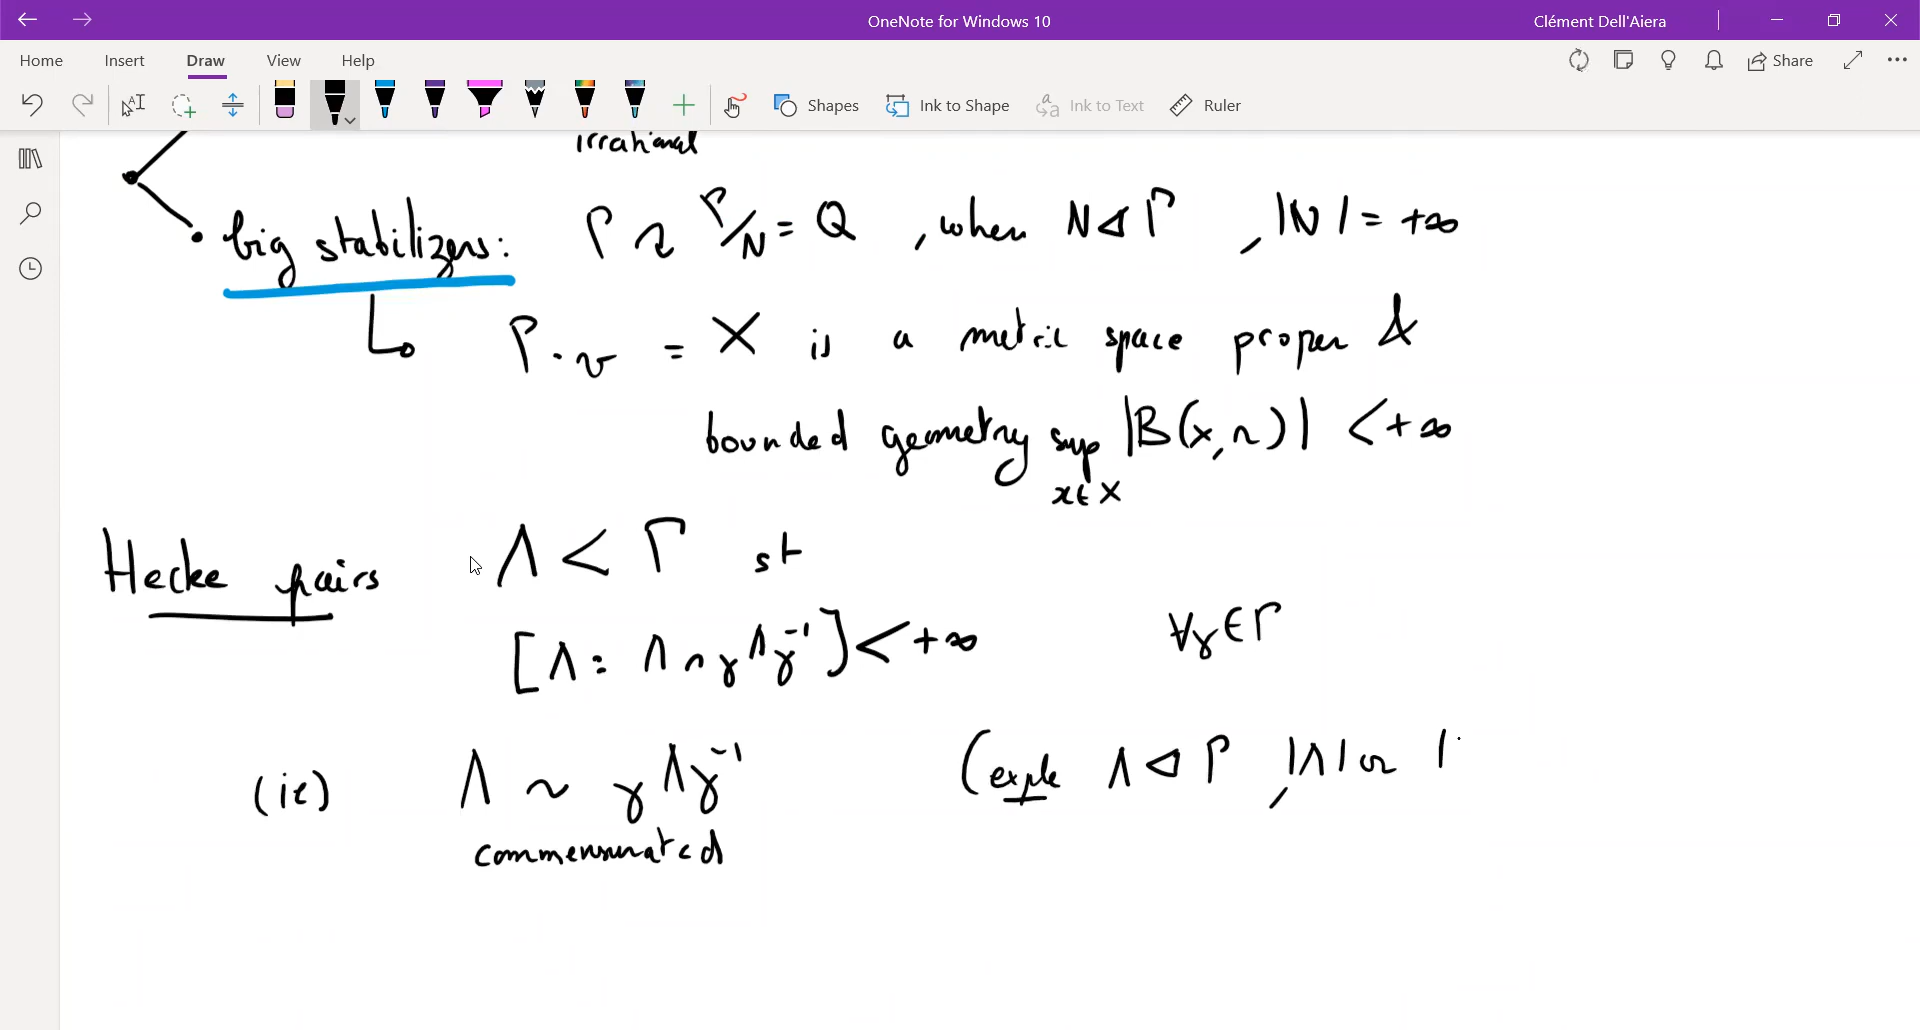 OneNote for Windows 10
Clément Dell'Aiera
Home Insert Draw View Help
Share
Shapes Ink to Shape Ink to Text Ruler
irrational
big stabilizers: Γ ↷ Γ/N = Q , when N ◁ Γ , |N| = +∞
Γ·v = X is a metric space proper &
bounded geometry sup |B(x,r)| < +∞
x∈X
Hecke pairs Λ < Γ st
[Λ : Λ ∩ γΛγ⁻¹] < +∞ ∀γ∈Γ
(ie) Λ ~ γΛγ⁻¹ (exple Λ ◁ Γ , |Λ| or |
commensurated